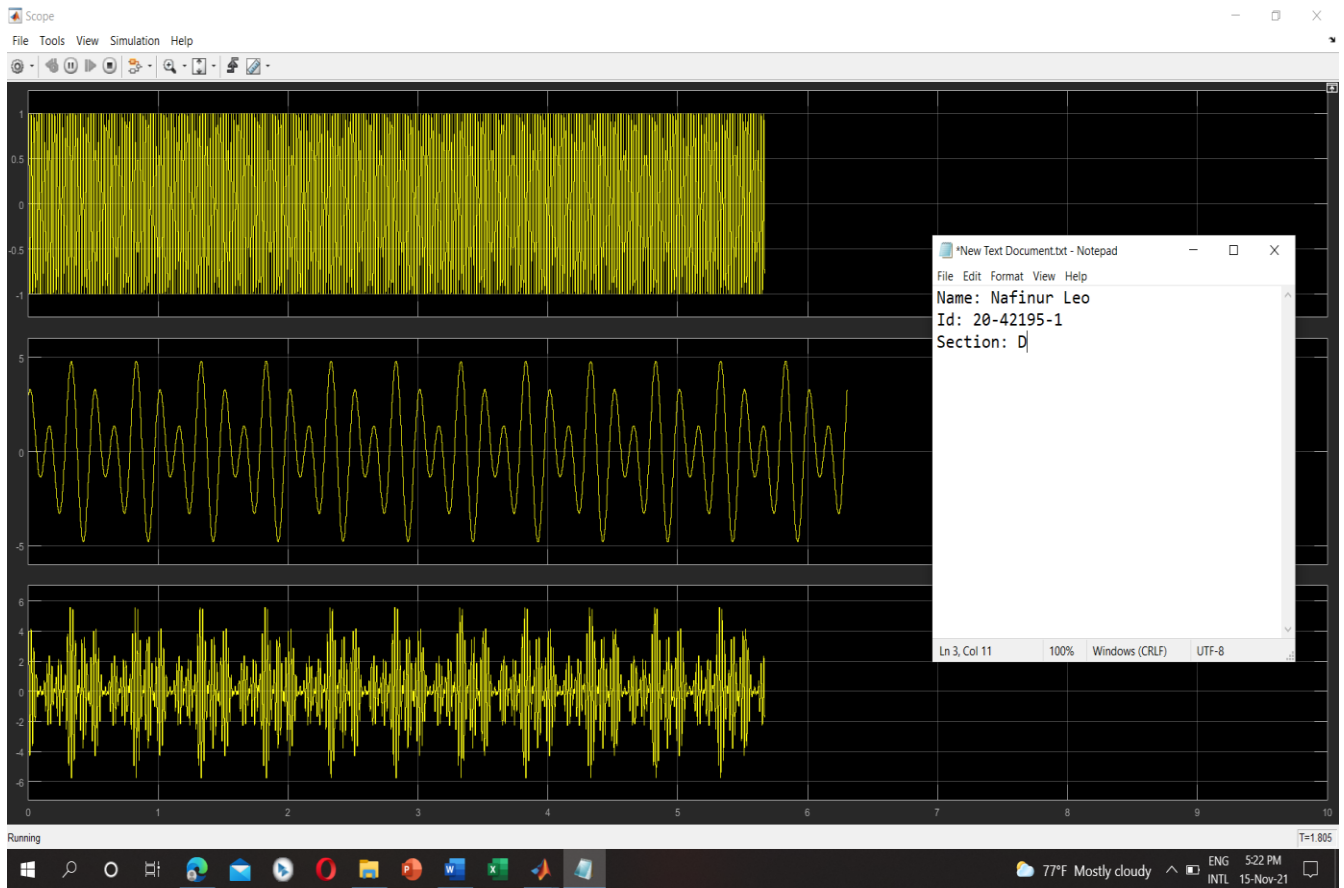 Scope
File Tools View Simulation Help
1
0.5
0
-0.5
-1
5
0
-5
6
4
2
0
-2
-4
-6
0 1 2 3 4 5 6 7 8 9 10
Running T=1.805
*New Text Document.txt - Notepad
File Edit Format View Help
Name: Nafinur Leo
Id: 20-42195-1
Section: D
Ln 3, Col 11 100% Windows (CRLF) UTF-8
77°F Mostly cloudy
ENG
INTL
5:22 PM
15-Nov-21